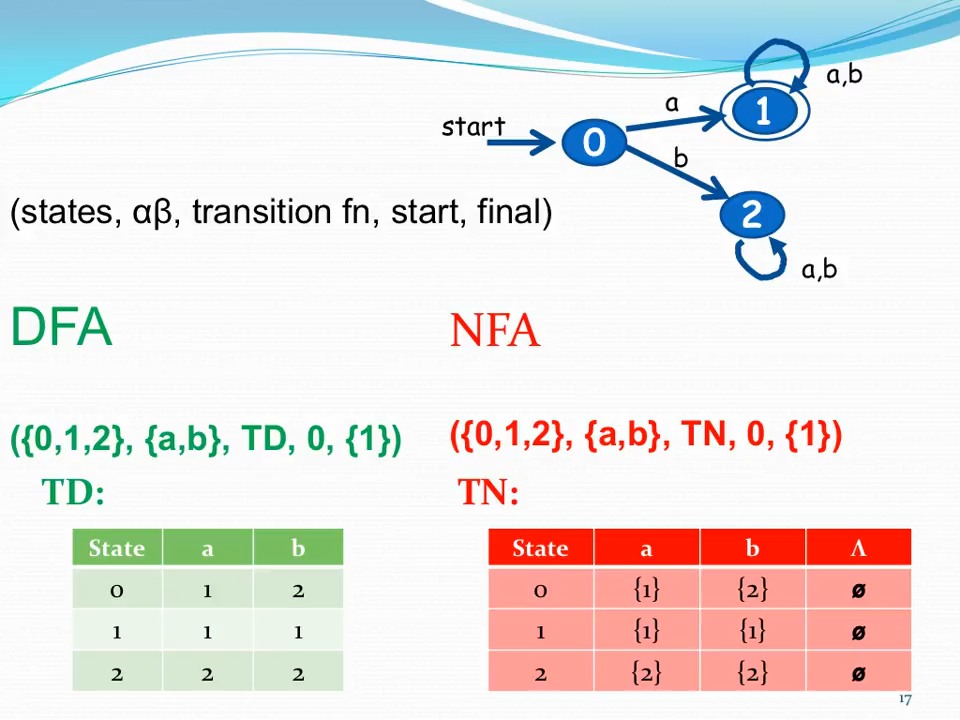 a,b
a
1
start
0
b
(states, αβ, transition fn, start, final)
2
a,b
DFA
NFA
({0,1,2}, {a,b}, TD, 0, {1})
({0,1,2}, {a,b}, TN, 0, {1})
TD:
TN:
State a b
0 1 2
1 1 1
2 2 2
State a b Λ
0 {1} {2} ø
1 {1} {1} ø
2 {2} {2} ø
17